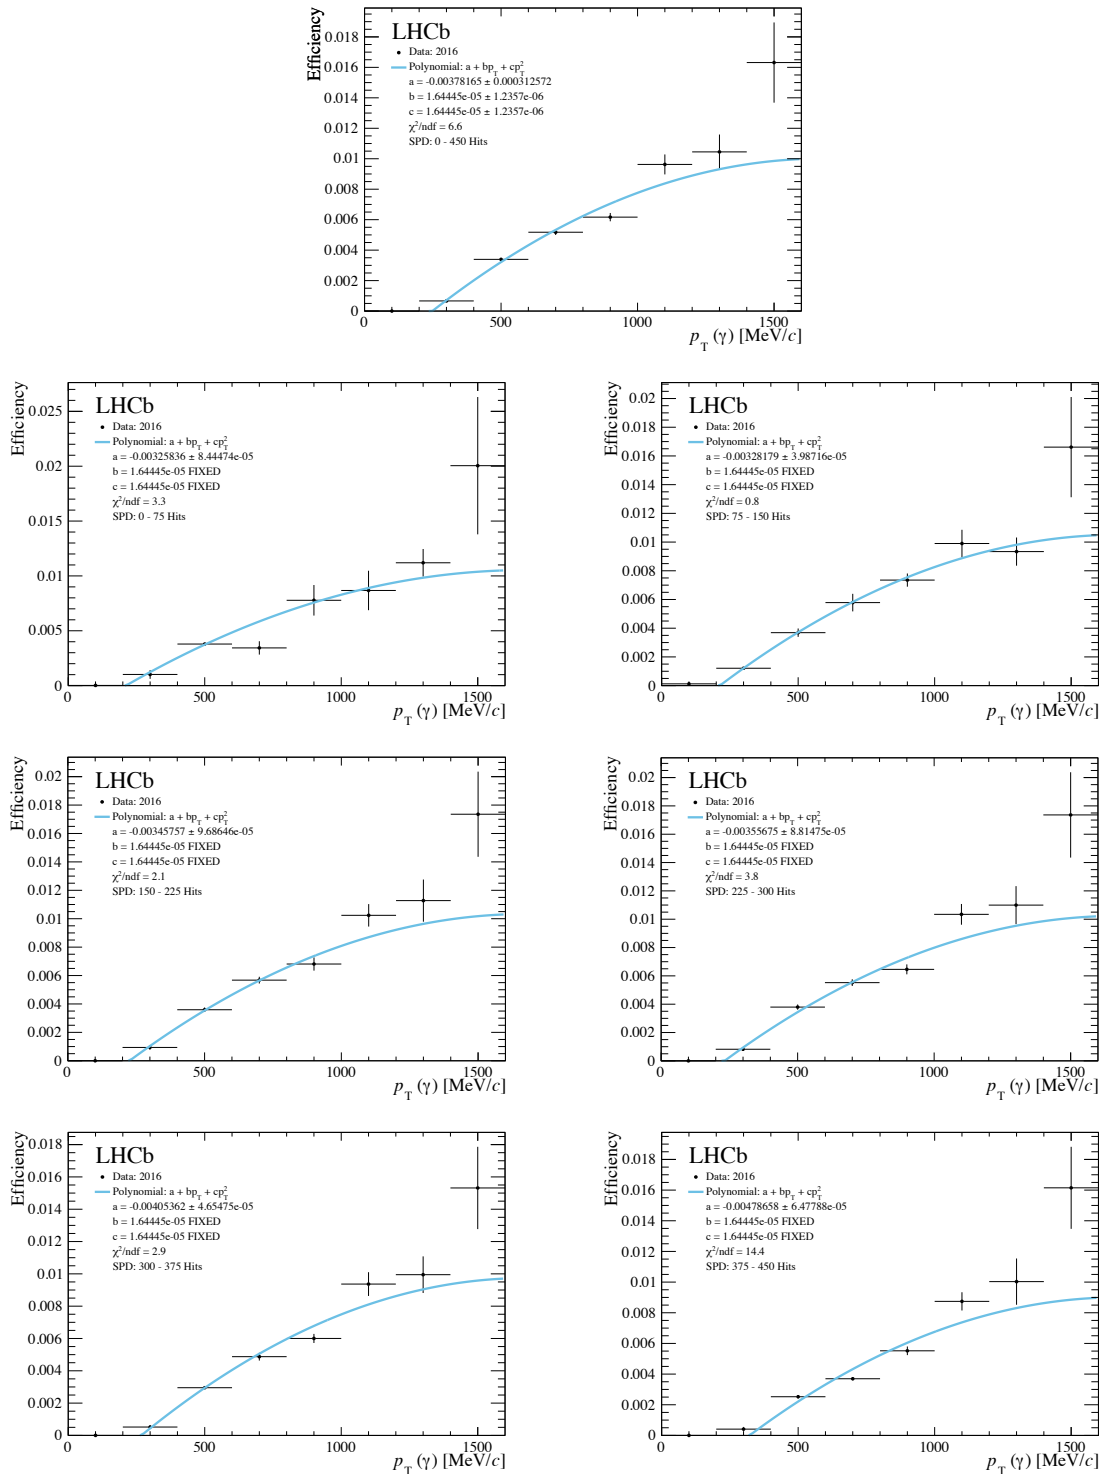 Efficiency
LHCb
Data: 2016
Polynomial: a + bp_T + cp_T^2
a = -0.00378165 ± 0.000312572
b = 1.64445e-05 ± 1.2357e-06
c = 1.64445e-05 ± 1.2357e-06
χ²/ndf = 6.6
SPD: 0 - 450 Hits
0.018
0.016
0.014
0.012
0.01
0.008
0.006
0.004
0.002
0
0 500 1000 1500
p_T (γ) [MeV/c]
Efficiency
LHCb
Data: 2016
Polynomial: a + bp_T + cp_T^2
a = -0.00325836 ± 8.44474e-05
b = 1.64445e-05 FIXED
c = 1.64445e-05 FIXED
χ²/ndf = 3.3
SPD: 0 - 75 Hits
0.025
0.02
0.015
0.01
0.005
0
0 500 1000 1500
p_T (γ) [MeV/c]
Efficiency
LHCb
Data: 2016
Polynomial: a + bp_T + cp_T^2
a = -0.00328179 ± 3.98716e-05
b = 1.64445e-05 FIXED
c = 1.64445e-05 FIXED
χ²/ndf = 0.8
SPD: 75 - 150 Hits
0.02
0.018
0.016
0.014
0.012
0.01
0.008
0.006
0.004
0.002
0
0 500 1000 1500
p_T (γ) [MeV/c]
Efficiency
LHCb
Data: 2016
Polynomial: a + bp_T + cp_T^2
a = -0.00345757 ± 9.68646e-05
b = 1.64445e-05 FIXED
c = 1.64445e-05 FIXED
χ²/ndf = 2.1
SPD: 150 - 225 Hits
0.02
0.018
0.016
0.014
0.012
0.01
0.008
0.006
0.004
0.002
0
0 500 1000 1500
p_T (γ) [MeV/c]
Efficiency
LHCb
Data: 2016
Polynomial: a + bp_T + cp_T^2
a = -0.00355675 ± 8.81475e-05
b = 1.64445e-05 FIXED
c = 1.64445e-05 FIXED
χ²/ndf = 3.8
SPD: 225 - 300 Hits
0.02
0.018
0.016
0.014
0.012
0.01
0.008
0.006
0.004
0.002
0
0 500 1000 1500
p_T (γ) [MeV/c]
Efficiency
LHCb
Data: 2016
Polynomial: a + bp_T + cp_T^2
a = -0.00405362 ± 4.65475e-05
b = 1.64445e-05 FIXED
c = 1.64445e-05 FIXED
χ²/ndf = 2.9
SPD: 300 - 375 Hits
0.018
0.016
0.014
0.012
0.01
0.008
0.006
0.004
0.002
0
0 500 1000 1500
p_T (γ) [MeV/c]
Efficiency
LHCb
Data: 2016
Polynomial: a + bp_T + cp_T^2
a = -0.00478658 ± 6.47788e-05
b = 1.64445e-05 FIXED
c = 1.64445e-05 FIXED
χ²/ndf = 14.4
SPD: 375 - 450 Hits
0.018
0.016
0.014
0.012
0.01
0.008
0.006
0.004
0.002
0
0 500 1000 1500
p_T (γ) [MeV/c]